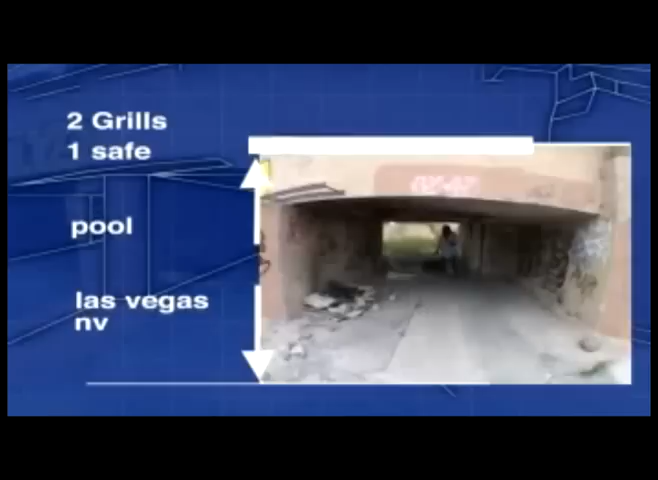 2 Grills
1 safe
pool
las vegas
nv